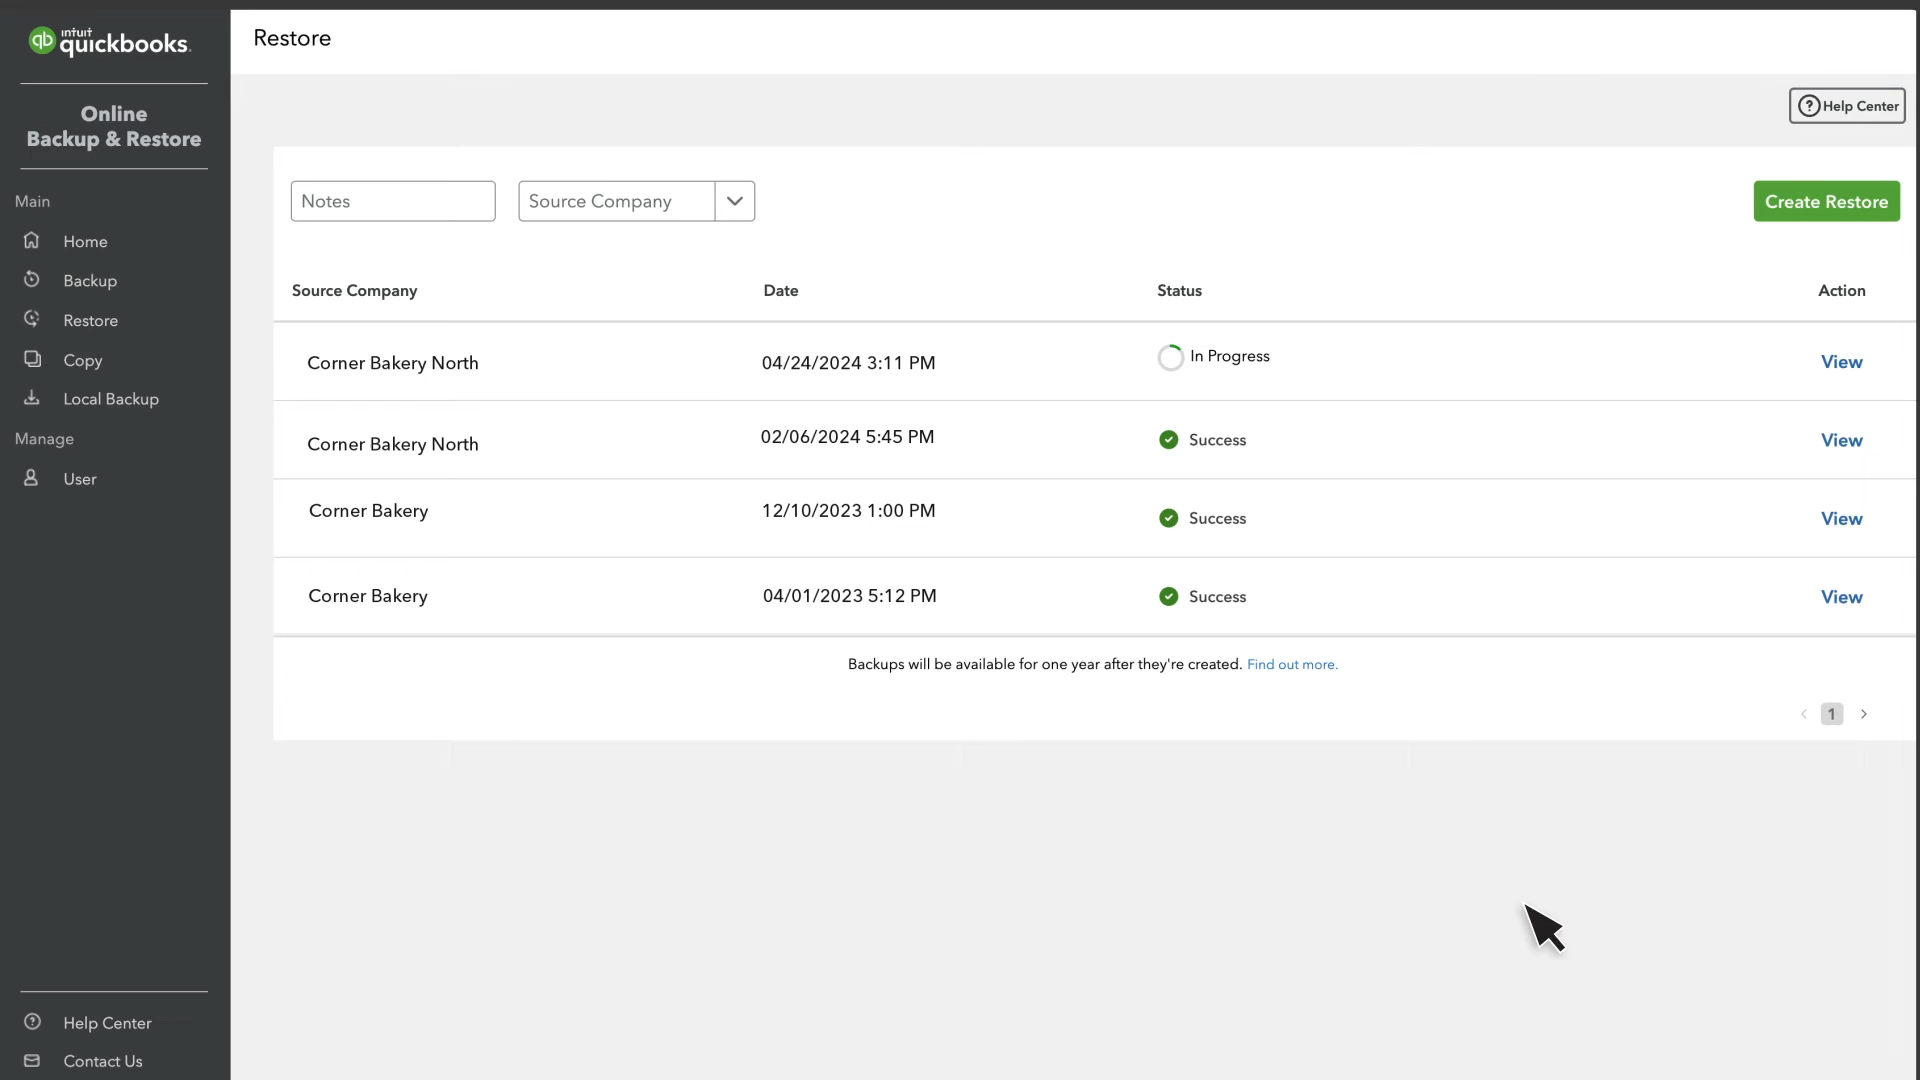 intuit
quickbooks.
Restore
Online
Backup & Restore
Help Center
Main
Notes
Source Company
Create Restore
Home
Backup
Restore
Copy
Local Backup
Manage
User
Source Company Date Status Action
Corner Bakery North 04/24/2024 3:11 PM In Progress View
Corner Bakery North 02/06/2024 5:45 PM Success View
Corner Bakery 12/10/2023 1:00 PM Success View
Corner Bakery 04/01/2023 5:12 PM Success View
Backups will be available for one year after they're created. Find out more.
1
Help Center
Contact Us